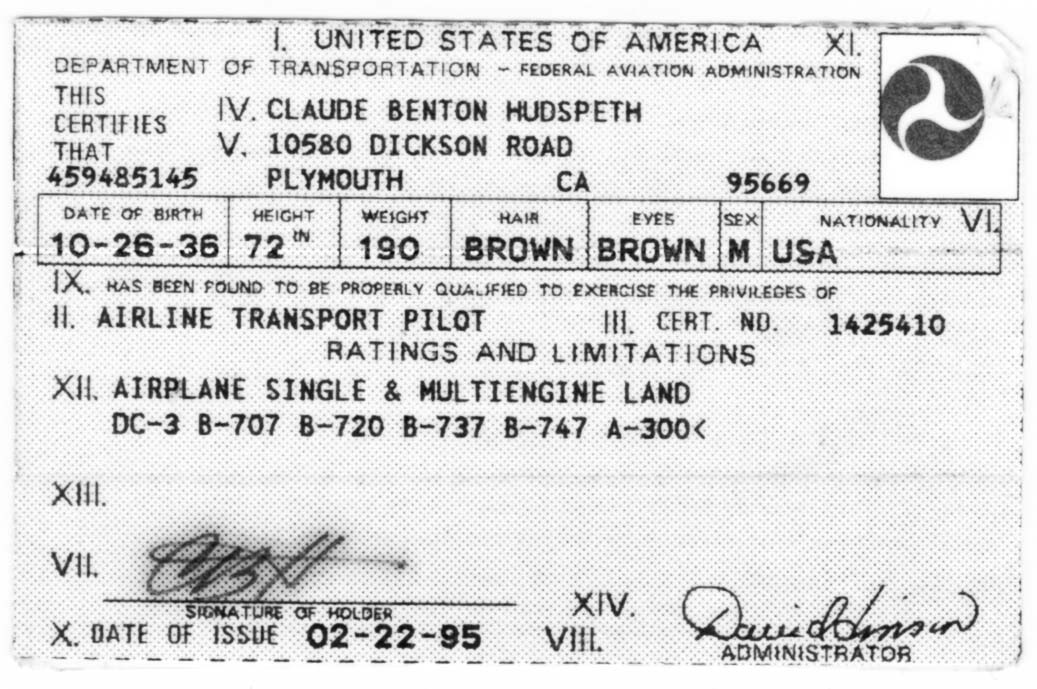 I. UNITED STATES OF AMERICA XI.
DEPARTMENT OF TRANSPORTATION – FEDERAL AVIATION ADMINISTRATION
THIS
CERTIFIES
THAT
IV. CLAUDE BENTON HUDSPETH
V. 10580 DICKSON ROAD
459485145 PLYMOUTH CA 95669
DATE OF BIRTH HEIGHT WEIGHT HAIR EYES SEX NATIONALITY VI.
10-26-36 72 IN 190 BROWN BROWN M USA
IX. HAS BEEN FOUND TO BE PROPERLY QUALIFIED TO EXERCISE THE PRIVILEGES OF
II. AIRLINE TRANSPORT PILOT III. CERT. NO. 1425410
RATINGS AND LIMITATIONS
XII. AIRPLANE SINGLE & MULTIENGINE LAND
DC-3 B-707 B-720 B-737 B-747 A-300<
XIII.
VII.
SIGNATURE OF HOLDER
XIV. David Hinson
X. DATE OF ISSUE 02-22-95 VIII. ADMINISTRATOR